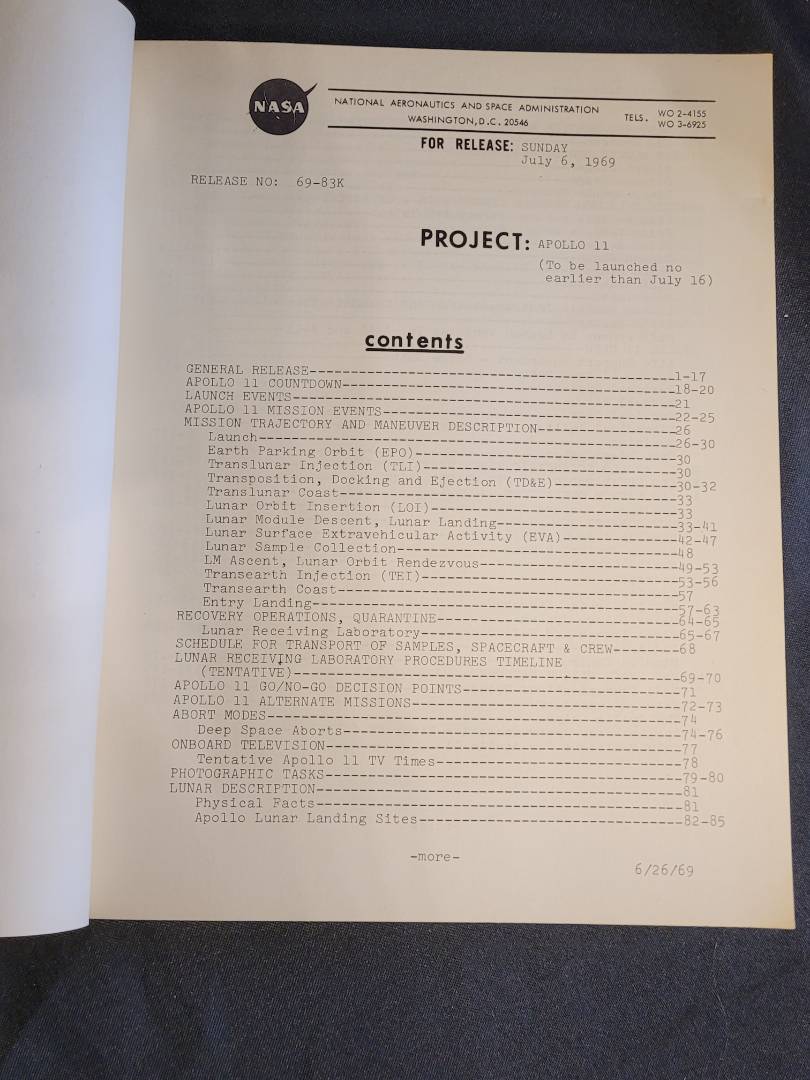 NASA
NATIONAL AERONAUTICS AND SPACE ADMINISTRATION
WASHINGTON, D.C. 20546
TELS. WO 2-4155
WO 3-6925
FOR RELEASE: SUNDAY
July 6, 1969
RELEASE NO: 69-83K
PROJECT: APOLLO 11
(To be launched no
earlier than July 16)
contents
GENERAL RELEASE---------------------------------------------1-17
APOLLO 11 COUNTDOWN-----------------------------------------18-20
LAUNCH EVENTS-----------------------------------------------21
APOLLO 11 MISSION EVENTS------------------------------------22-25
MISSION TRAJECTORY AND MANEUVER DESCRIPTION-----------------26
Launch---------------------------------------------------26-30
Earth Parking Orbit (EPO)--------------------------------30
Translunar Injection (TLI)-------------------------------30
Transposition, Docking and Ejection (TD&E)---------------30-32
Translunar Coast-----------------------------------------33
Lunar Orbit Insertion (LOI)------------------------------33
Lunar Module Descent, Lunar Landing----------------------33-41
Lunar Surface Extravehicular Activity (EVA)--------------42-47
Lunar Sample Collection----------------------------------48
LM Ascent, Lunar Orbit Rendezvous------------------------49-53
Transearth Injection (TEI)-------------------------------53-56
Transearth Coast-----------------------------------------57
Entry Landing--------------------------------------------57-63
RECOVERY OPERATIONS, QUARANTINE-----------------------------64-65
Lunar Receiving Laboratory-------------------------------65-67
SCHEDULE FOR TRANSPORT OF SAMPLES, SPACECRAFT & CREW--------68
LUNAR RECEIVING LABORATORY PROCEDURES TIMELINE
(TENTATIVE)----------------------------------------------69-70
APOLLO 11 GO/NO-GO DECISION POINTS--------------------------71
APOLLO 11 ALTERNATE MISSIONS--------------------------------72-73
ABORT MODES-------------------------------------------------74
Deep Space Aborts----------------------------------------74-76
ONBOARD TELEVISION------------------------------------------77
Tentative Apollo 11 TV Times-----------------------------78
PHOTOGRAPHIC TASKS------------------------------------------79-80
LUNAR DESCRIPTION-------------------------------------------81
Physical Facts-------------------------------------------81
Apollo Lunar Landing Sites-------------------------------82-85
-more-
6/26/69